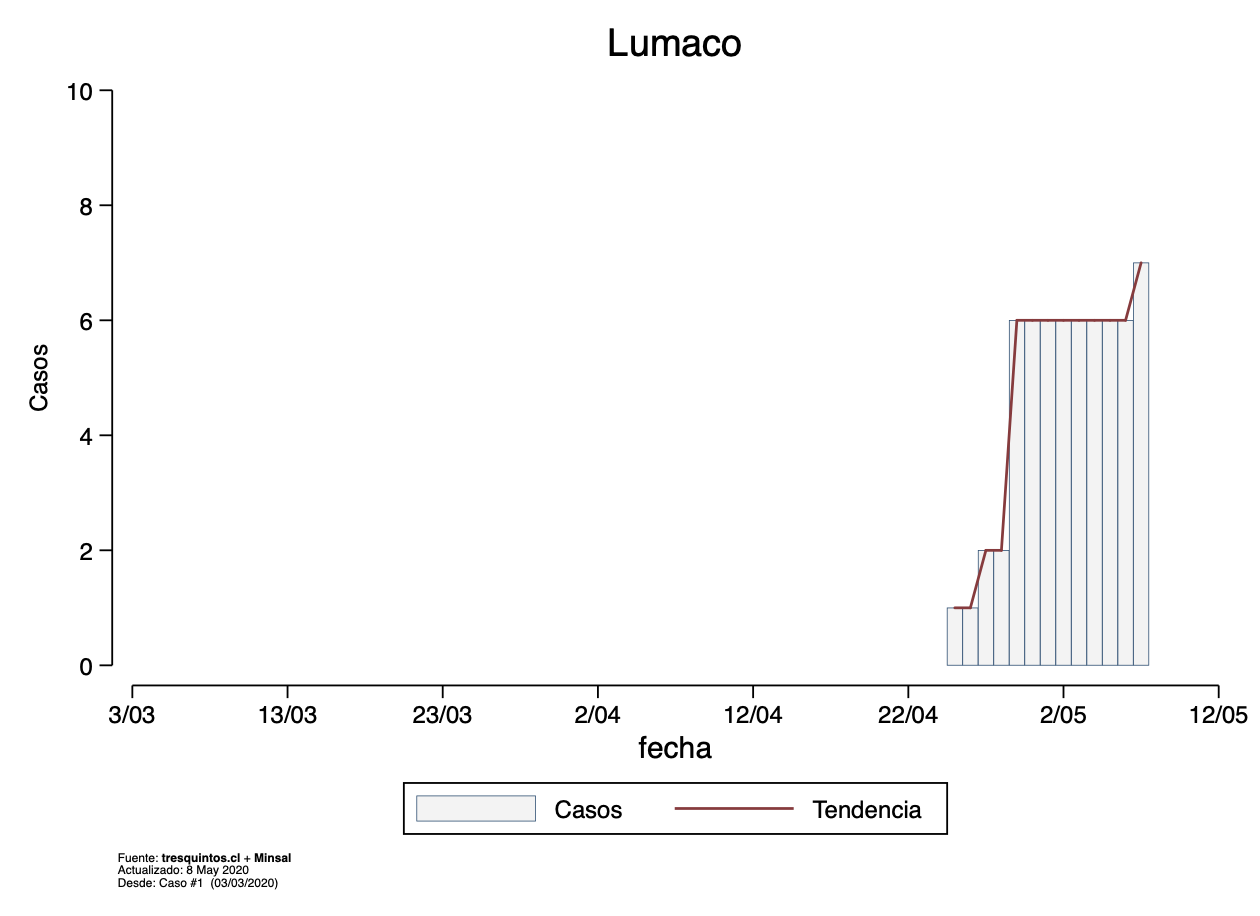 Lumaco
10
8
6
4
2
0
Casos
3/03 13/03 23/03 2/04 12/04 22/04 2/05 12/05
fecha
Casos Tendencia
Fuente: tresquintos.cl + Minsal
Actualizado: 8 May 2020
Desde: Caso #1 (03/03/2020)